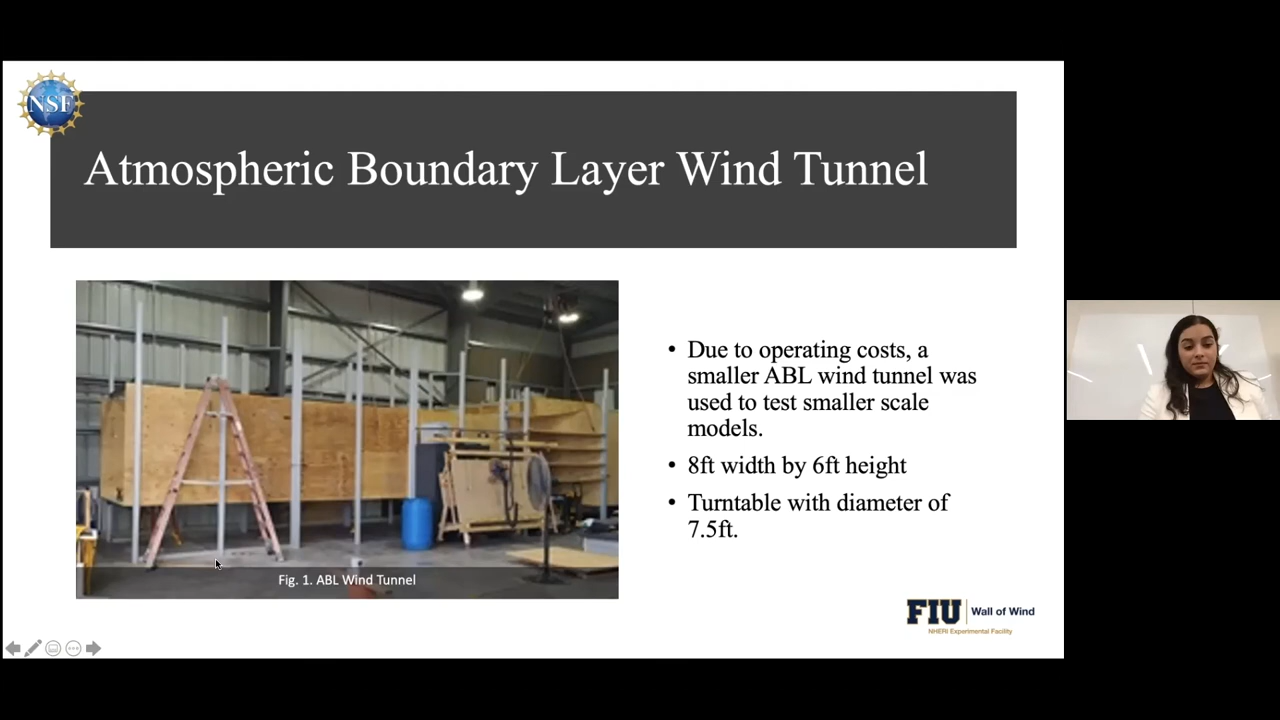 NSF
Atmospheric Boundary Layer Wind Tunnel
• Due to operating costs, a
smaller ABL wind tunnel was
used to test smaller scale
models.
• 8ft width by 6ft height
• Turntable with diameter of
7.5ft.
Fig. 1. ABL Wind Tunnel
FIU Wall of Wind
NHERI Experimental Facility